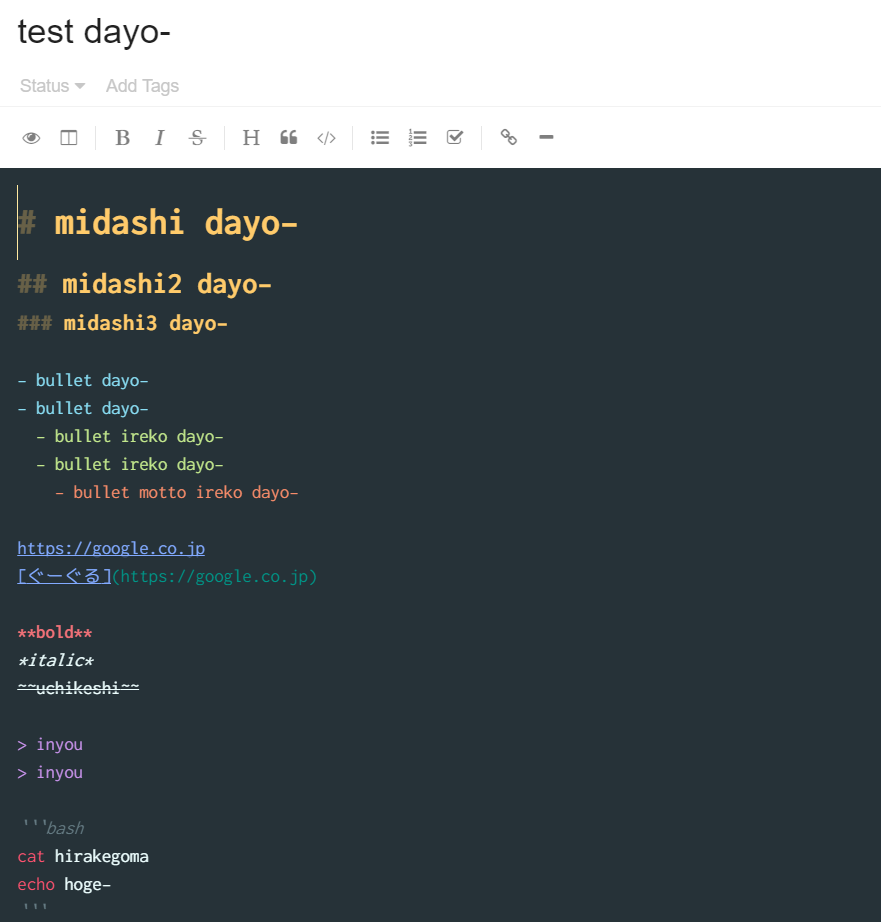 test dayo-
Status Add Tags
B I S H </>
# midashi dayo-
## midashi2 dayo-
### midashi3 dayo-
- bullet dayo-
- bullet dayo-
- bullet ireko dayo-
- bullet ireko dayo-
- bullet motto ireko dayo-
https://google.co.jp
[ぐーぐる](https://google.co.jp)
**bold**
*italic*
~~uchikeshi~~
> inyou
> inyou
```bash
cat hirakegoma
echo hoge-
```